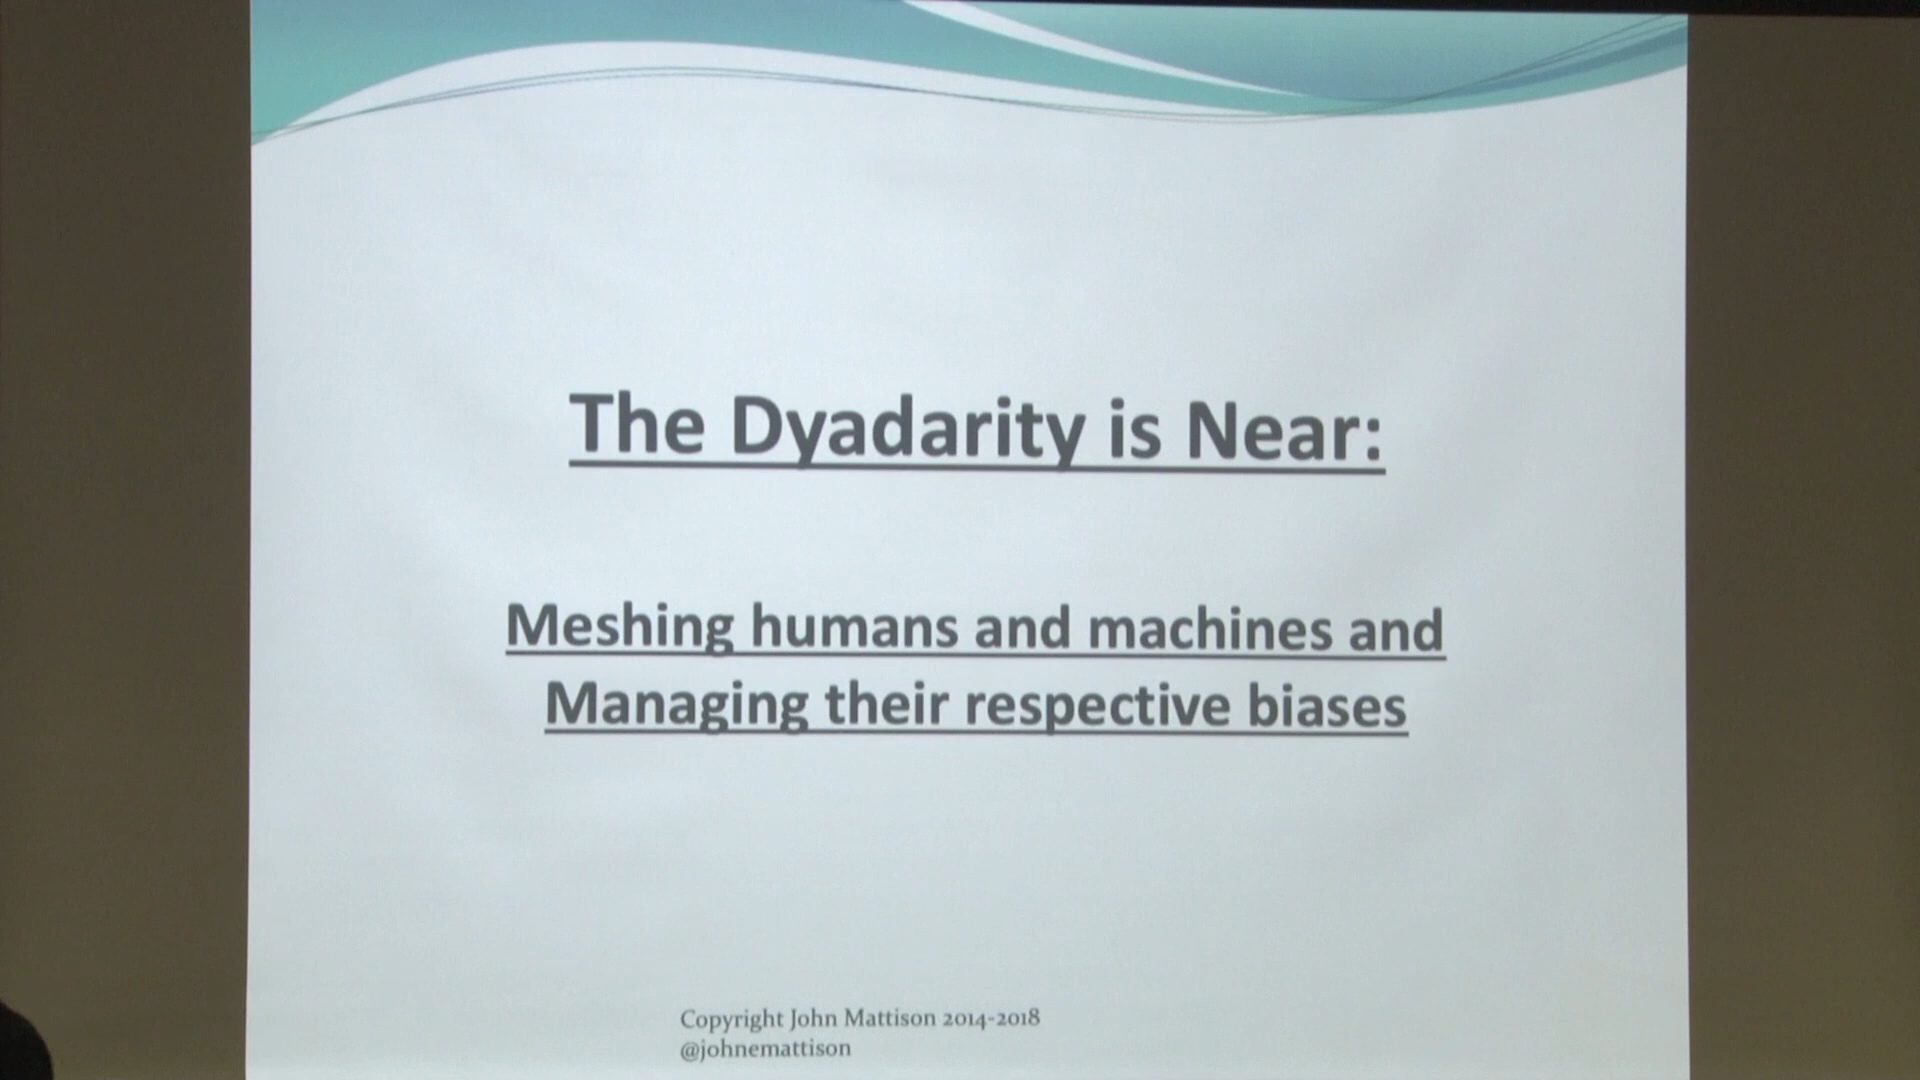 The Dyadarity is Near:
Meshing humans and machines and
Managing their respective biases
Copyright John Mattison 2014-2018
@johnemattison